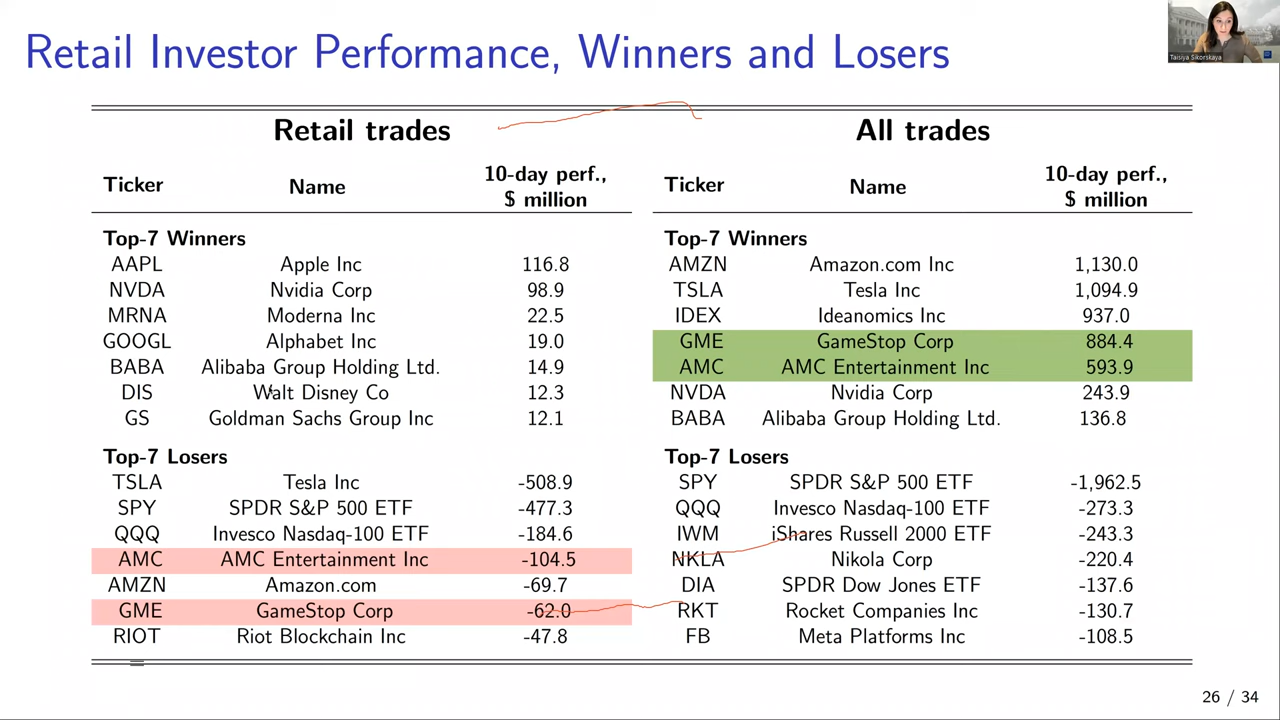 Retail Investor Performance, Winners and Losers
Taisiya Sikorskaya
Retail trades
Ticker Name 10-day perf., $ million
Top-7 Winners
AAPL Apple Inc 116.8
NVDA Nvidia Corp 98.9
MRNA Moderna Inc 22.5
GOOGL Alphabet Inc 19.0
BABA Alibaba Group Holding Ltd. 14.9
DIS Walt Disney Co 12.3
GS Goldman Sachs Group Inc 12.1
Top-7 Losers
TSLA Tesla Inc -508.9
SPY SPDR S&P 500 ETF -477.3
QQQ Invesco Nasdaq-100 ETF -184.6
AMC AMC Entertainment Inc -104.5
AMZN Amazon.com -69.7
GME GameStop Corp -62.0
RIOT Riot Blockchain Inc -47.8
All trades
Ticker Name 10-day perf., $ million
Top-7 Winners
AMZN Amazon.com Inc 1,130.0
TSLA Tesla Inc 1,094.9
IDEX Ideanomics Inc 937.0
GME GameStop Corp 884.4
AMC AMC Entertainment Inc 593.9
NVDA Nvidia Corp 243.9
BABA Alibaba Group Holding Ltd. 136.8
Top-7 Losers
SPY SPDR S&P 500 ETF -1,962.5
QQQ Invesco Nasdaq-100 ETF -273.3
IWM iShares Russell 2000 ETF -243.3
NKLA Nikola Corp -220.4
DIA SPDR Dow Jones ETF -137.6
RKT Rocket Companies Inc -130.7
FB Meta Platforms Inc -108.5
26 / 34